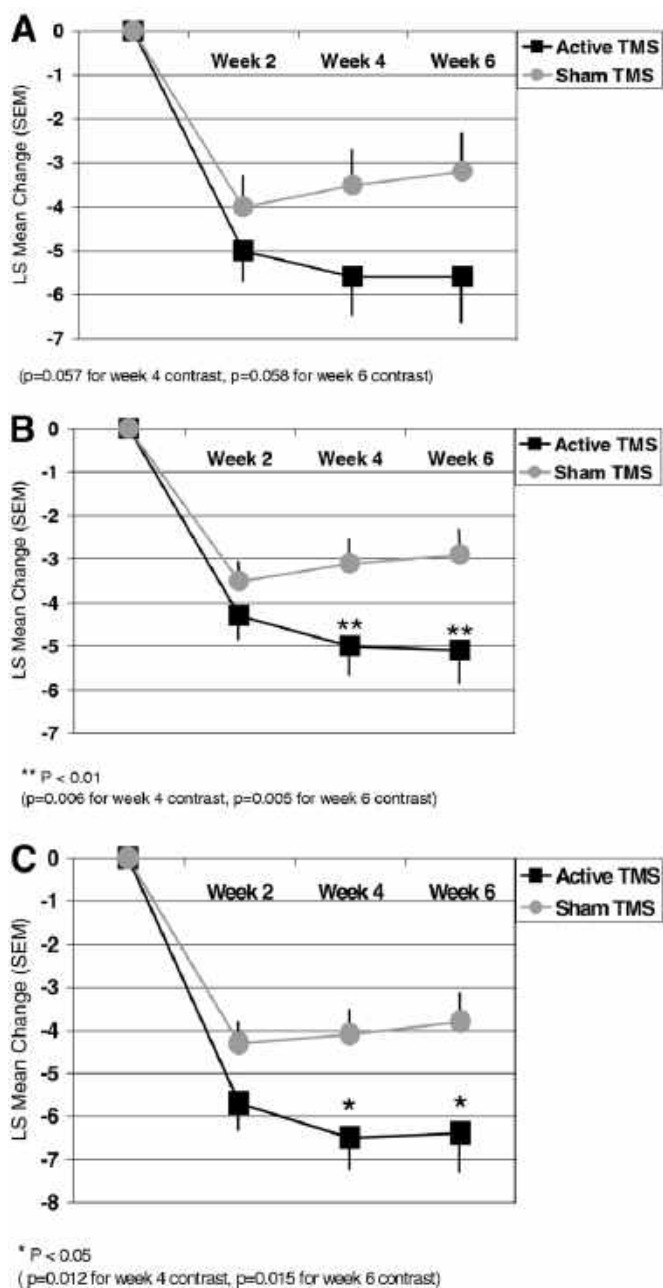 A
0
-1
-2
-3
-4
-5
-6
-7
LS Mean Change (SEM)
Week 2 Week 4 Week 6
Active TMS
Sham TMS
(p=0.057 for week 4 contrast, p=0.058 for week 6 contrast)
B
0
-1
-2
-3
-4
-5
-6
-7
LS Mean Change (SEM)
Week 2 Week 4 Week 6
** **
Active TMS
Sham TMS
** P < 0.01
(p=0.006 for week 4 contrast, p=0.005 for week 6 contrast)
C
0
-1
-2
-3
-4
-5
-6
-7
-8
LS Mean Change (SEM)
Week 2 Week 4 Week 6
* *
Active TMS
Sham TMS
* P < 0.05
( p=0.012 for week 4 contrast, p=0.015 for week 6 contrast)